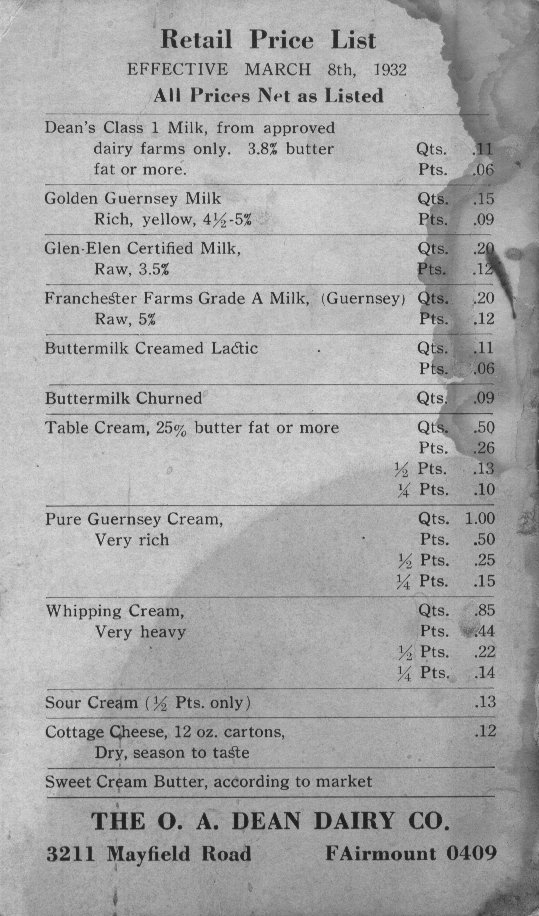 Retail Price List
EFFECTIVE MARCH 8th, 1932
All Prices Net as Listed
Dean's Class 1 Milk, from approved
dairy farms only. 3.8% butter Qts. .11
fat or more. Pts. .06
Golden Guernsey Milk Qts. .15
Rich, yellow, 4½-5% Pts. .09
Glen-Elen Certified Milk, Qts. .20
Raw, 3.5% Pts. .12
Franchester Farms Grade A Milk, (Guernsey) Qts. .20
Raw, 5% Pts. .12
Buttermilk Creamed Lactic Qts. .11
Pts. .06
Buttermilk Churned Qts. .09
Table Cream, 25% butter fat or more Qts. .50
Pts. .26
½ Pts. .13
¼ Pts. .10
Pure Guernsey Cream, Qts. 1.00
Very rich Pts. .50
½ Pts. .25
¼ Pts. .15
Whipping Cream, Qts. .85
Very heavy Pts. .44
½ Pts. .22
¼ Pts. .14
Sour Cream (½ Pts. only) .13
Cottage Cheese, 12 oz. cartons, .12
Dry, season to taste
Sweet Cream Butter, according to market
THE O. A. DEAN DAIRY CO.
3211 Mayfield Road FAirmount 0409